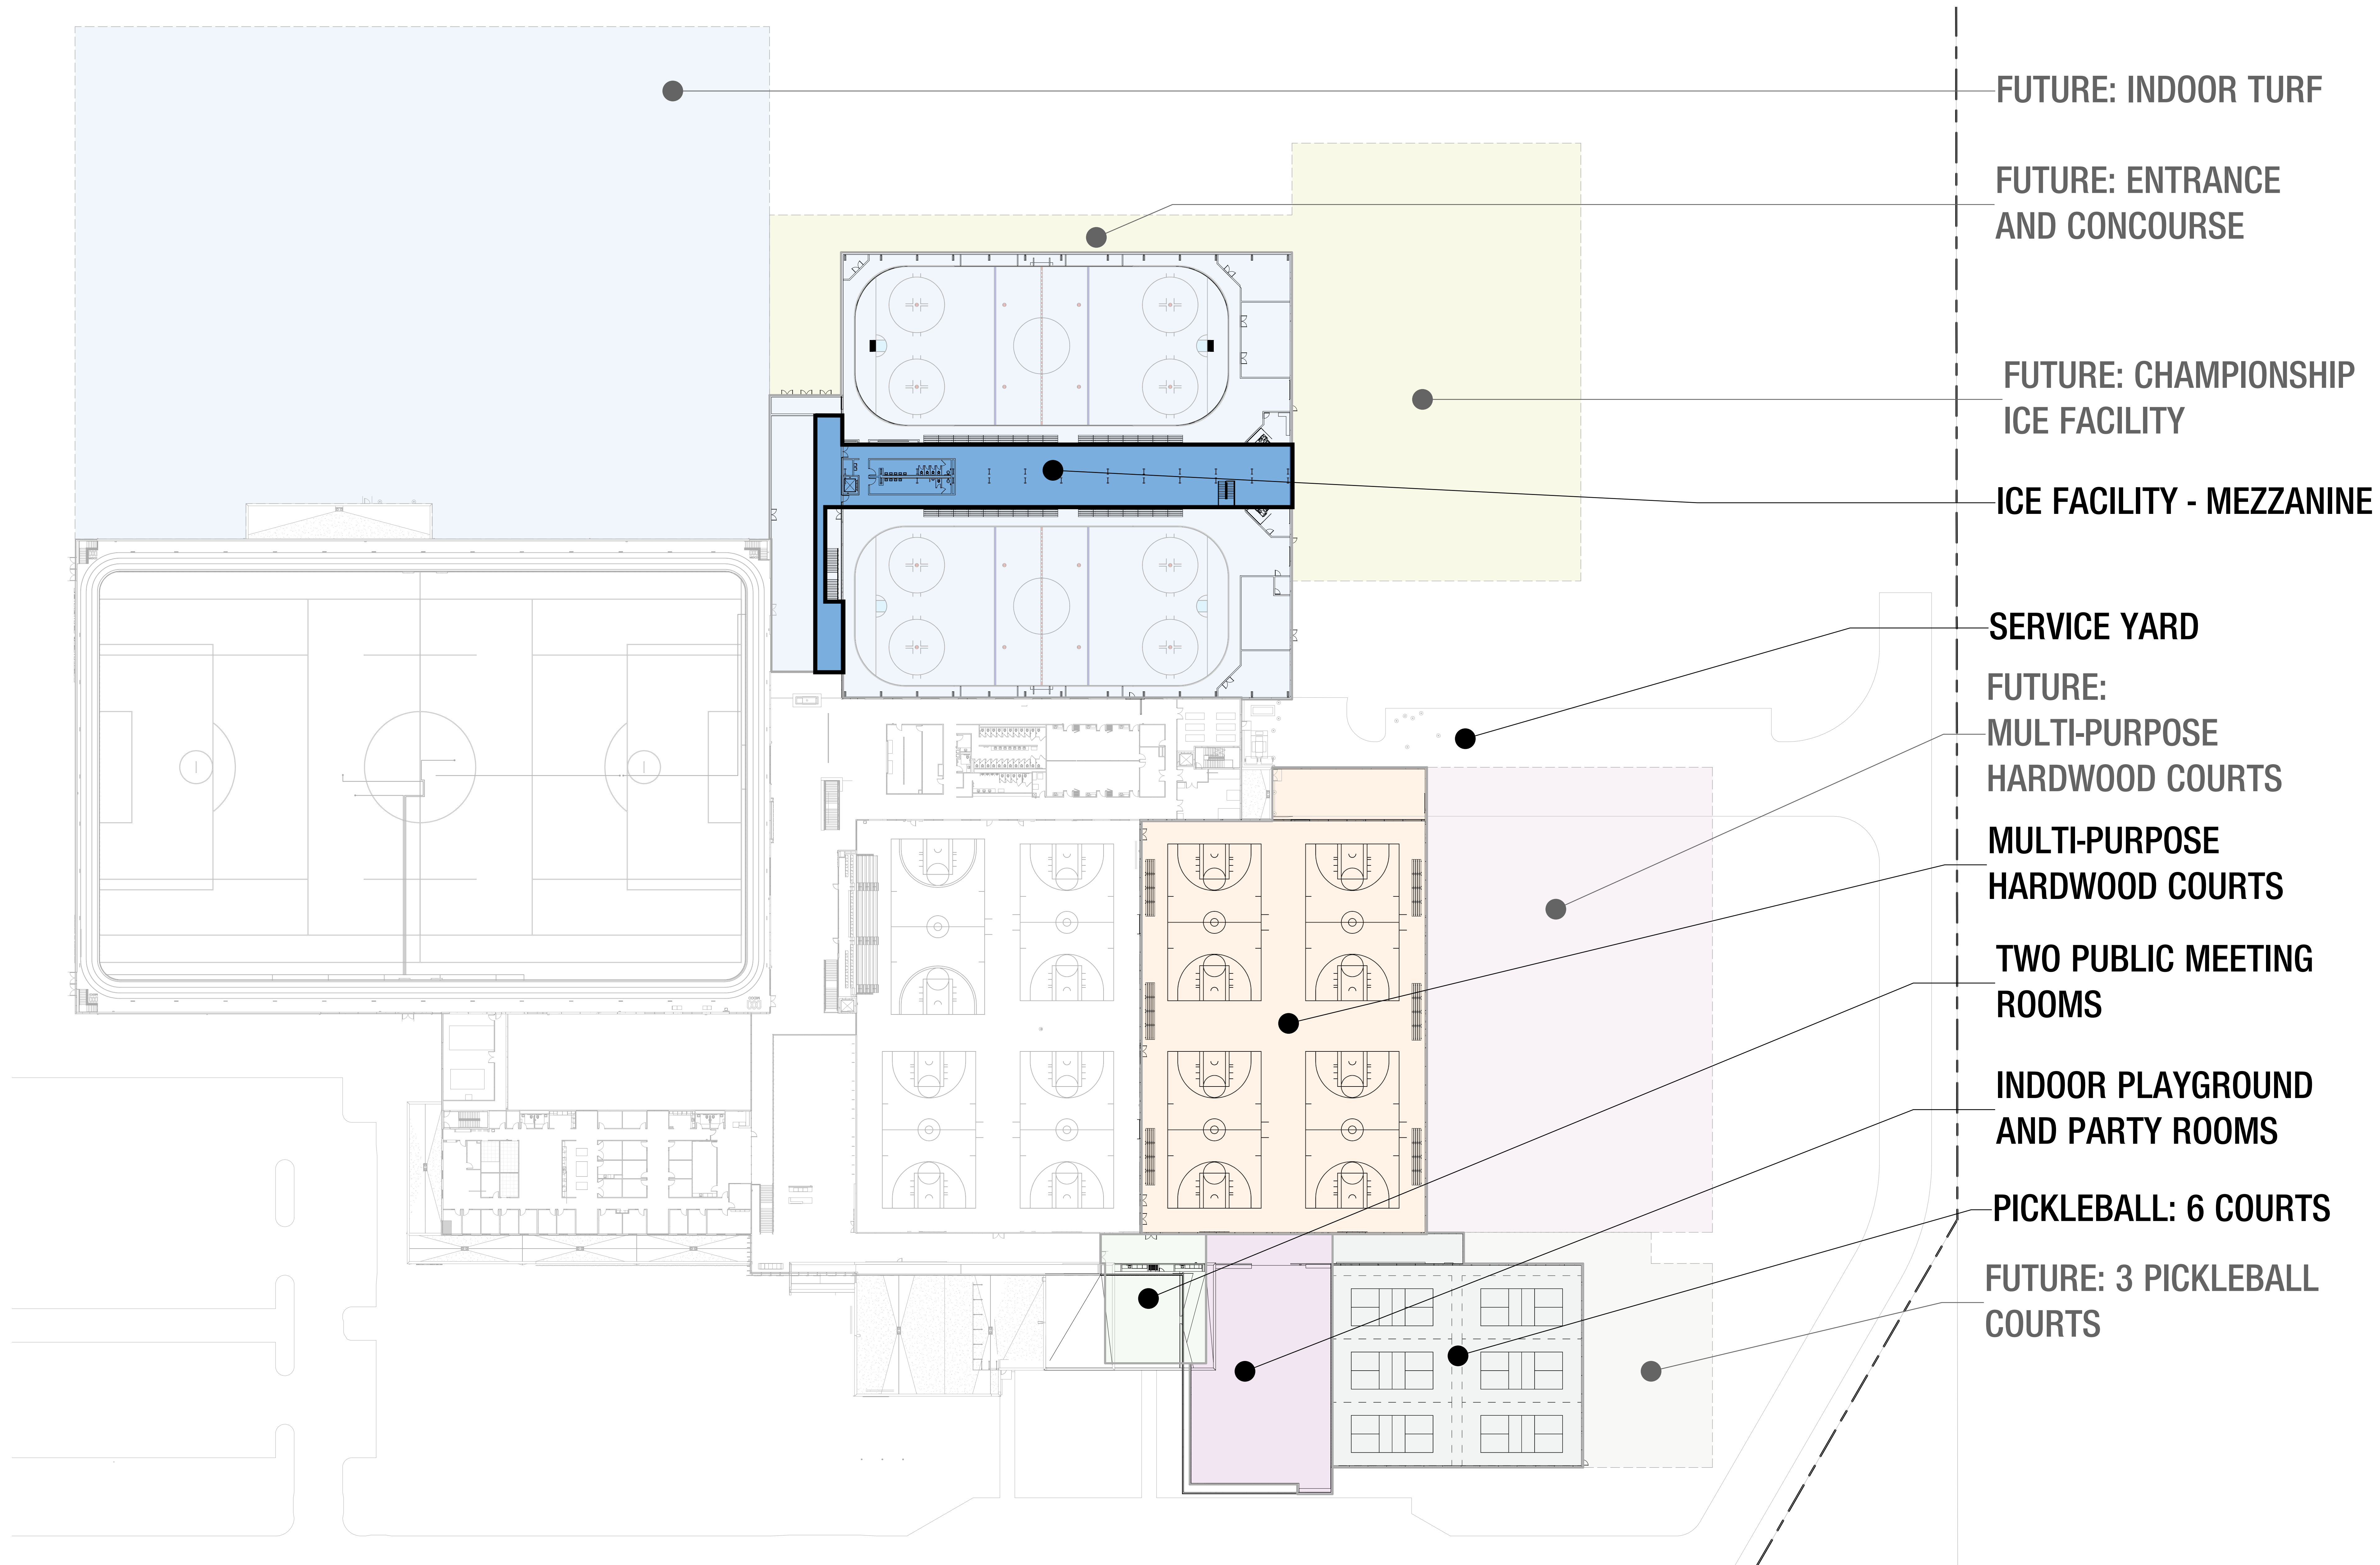 FUTURE: INDOOR TURF
FUTURE: ENTRANCE
AND CONCOURSE
FUTURE: CHAMPIONSHIP
ICE FACILITY
ICE FACILITY - MEZZANINE
SERVICE YARD
FUTURE:
MULTI-PURPOSE
HARDWOOD COURTS
MULTI-PURPOSE
HARDWOOD COURTS
TWO PUBLIC MEETING
ROOMS
INDOOR PLAYGROUND
AND PARTY ROOMS
PICKLEBALL: 6 COURTS
FUTURE: 3 PICKLEBALL
COURTS